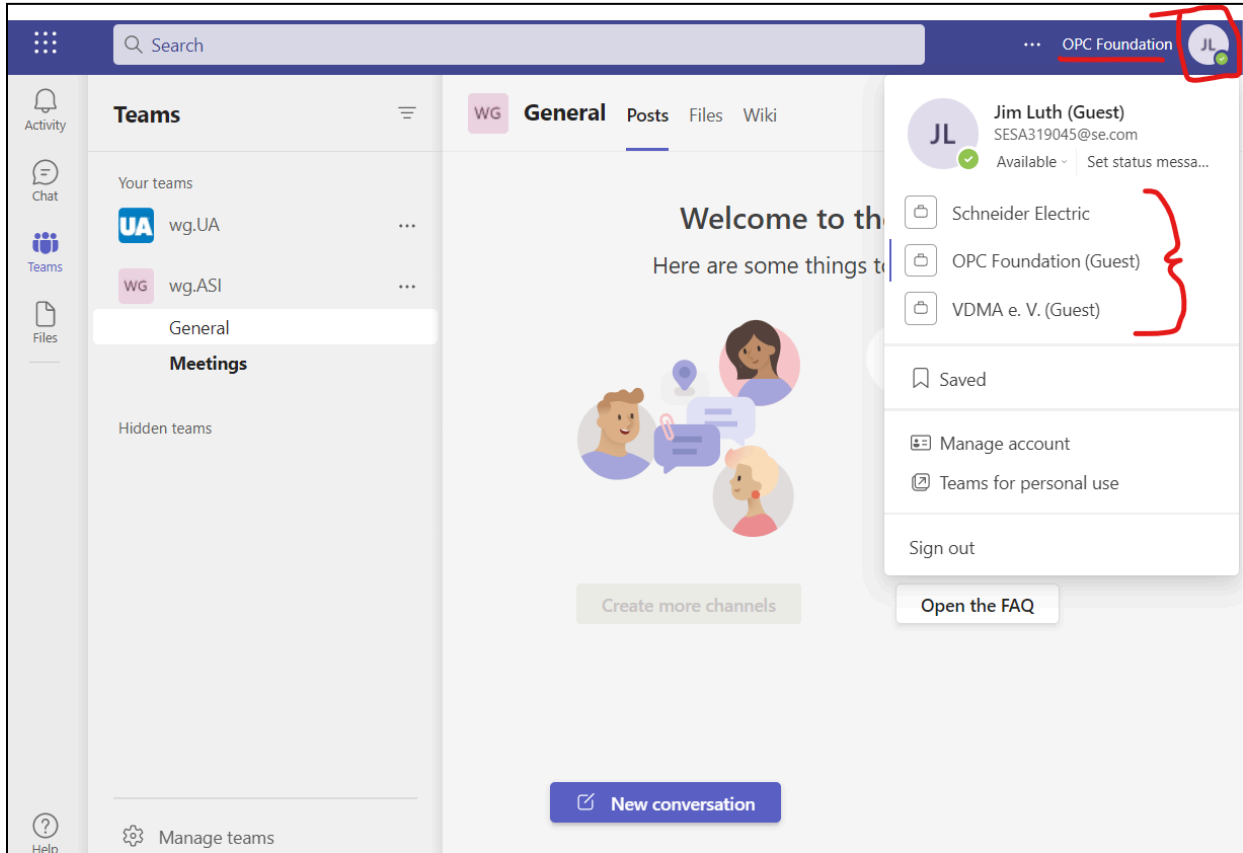 Search
... OPC Foundation JL
Activity
Chat
Teams
Files
Help
Teams
Your teams
UA wg.UA ...
WG wg.ASI ...
General
Meetings
Hidden teams
Manage teams
WG General Posts Files Wiki
Welcome to the
Here are some things to
Create more channels
Open the FAQ
New conversation
JL
Jim Luth (Guest)
SESA319045@se.com
Available Set status messa...
Schneider Electric
OPC Foundation (Guest)
VDMA e. V. (Guest)
Saved
Manage account
Teams for personal use
Sign out